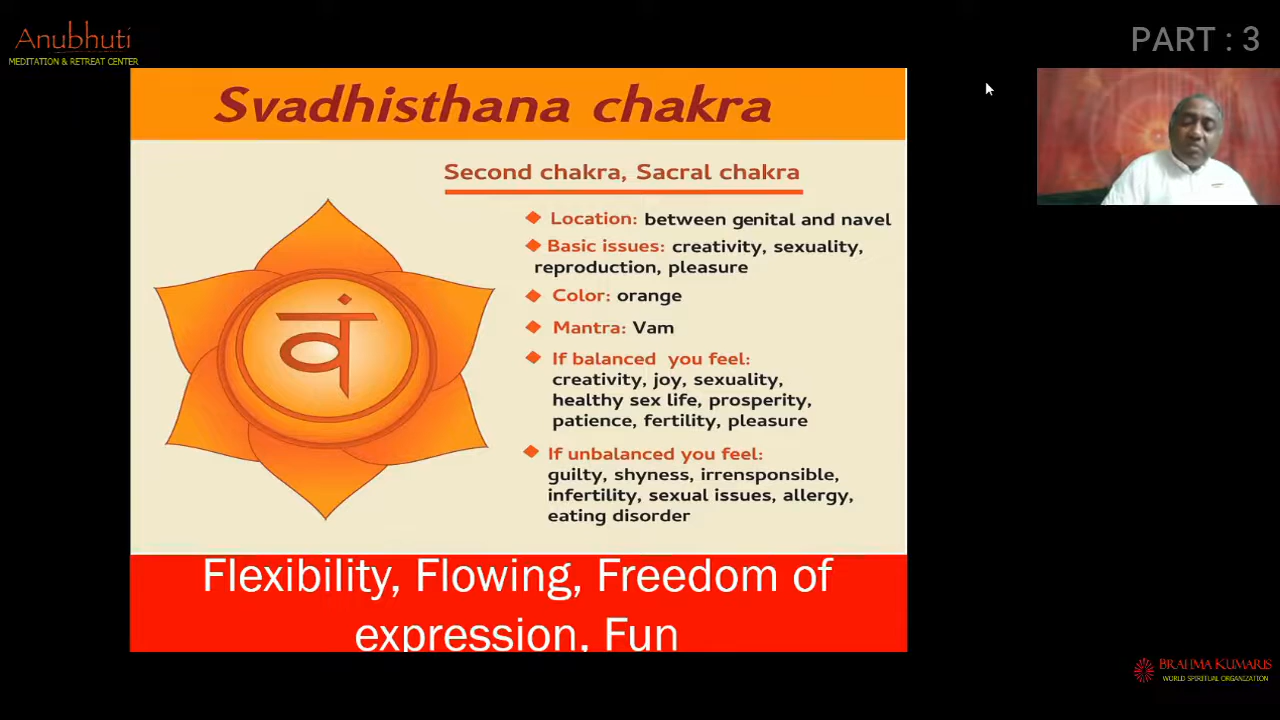 Anubhuti
MEDITATION & RETREAT CENTER
PART : 3
Svadhisthana chakra
Second chakra, Sacral chakra
Location: between genital and navel
Basic issues: creativity, sexuality,
reproduction, pleasure
Color: orange
Mantra: Vam
If balanced you feel:
creativity, joy, sexuality,
healthy sex life, prosperity,
patience, fertility, pleasure
If unbalanced you feel:
guilty, shyness, irrensponsible,
infertility, sexual issues, allergy,
eating disorder
वं
Flexibility, Flowing, Freedom of
expression, Fun
BRAHMA KUMARIS
WORLD SPIRITUAL ORGANIZATION